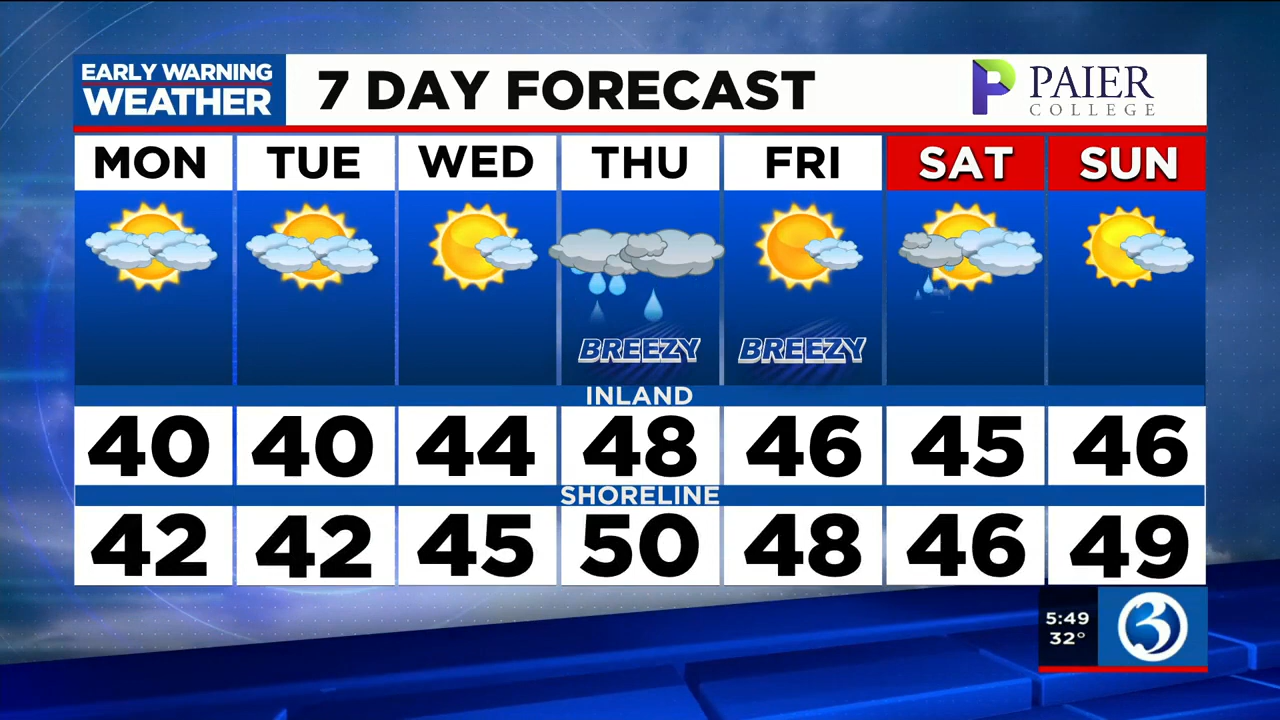 EARLY WARNING
WEATHER
7 DAY FORECAST
PAIER
COLLEGE
MON TUE WED THU FRI SAT SUN
BREEZY BREEZY
INLAND
40 40 44 48 46 45 46
SHORELINE
42 42 45 50 48 46 49
5:49
32°
3